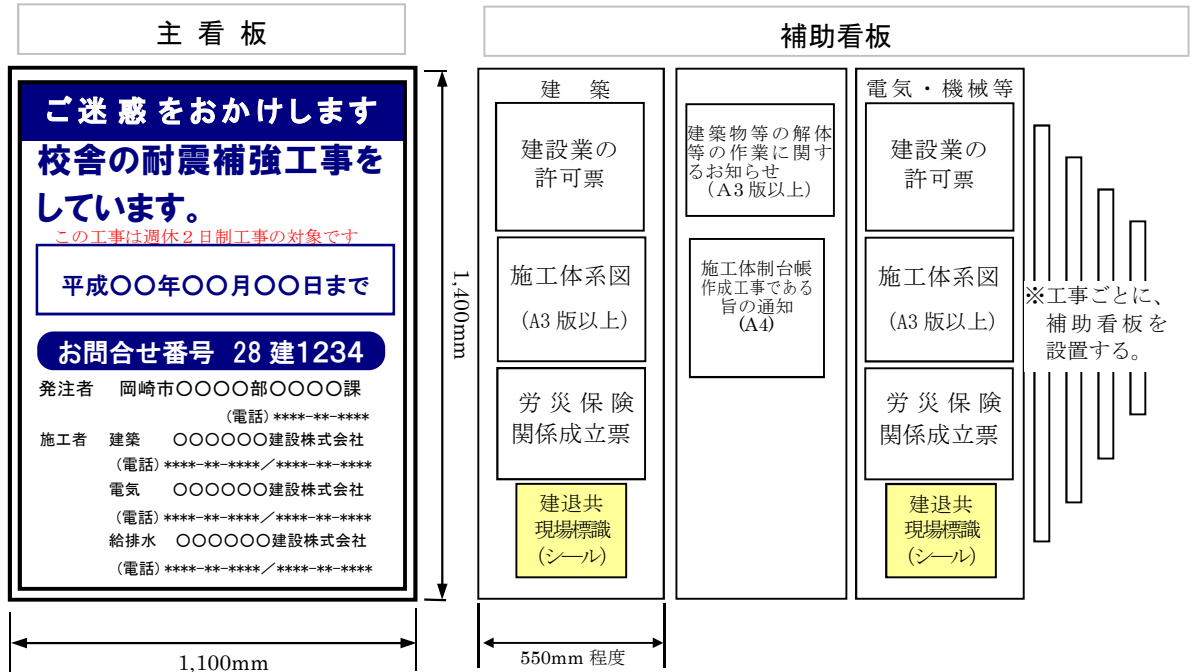 主看板
ご迷惑をおかけします
校舎の耐震補強工事を
しています。
この工事は週休２日制工事の対象です
平成〇〇年〇〇月〇〇日まで
お問合せ番号 28 建1234
発注者 岡崎市〇〇〇〇部〇〇〇〇課
(電話) ****-**-****
施工者 建築 〇〇〇〇〇〇建設株式会社
(電話) ****-**-****／****-**-****
電気 〇〇〇〇〇〇建設株式会社
(電話) ****-**-****／****-**-****
給排水 〇〇〇〇〇〇建設株式会社
(電話) ****-**-****／****-**-****
1,400mm
1,100mm
補助看板
建築
建設業の
許可票
施工体系図
(A3 版以上)
労災保険
関係成立票
建退共
現場標識
(シール)
550mm 程度
建築物等の解体
等の作業に関す
るお知らせ
(A3 版以上)
施工体制台帳
作成工事である
旨の通知
(A4)
電気・機械等
建設業の
許可票
施工体系図
(A3 版以上)
労災保険
関係成立票
建退共
現場標識
(シール)
※工事ごとに、
補助看板を
設置する。